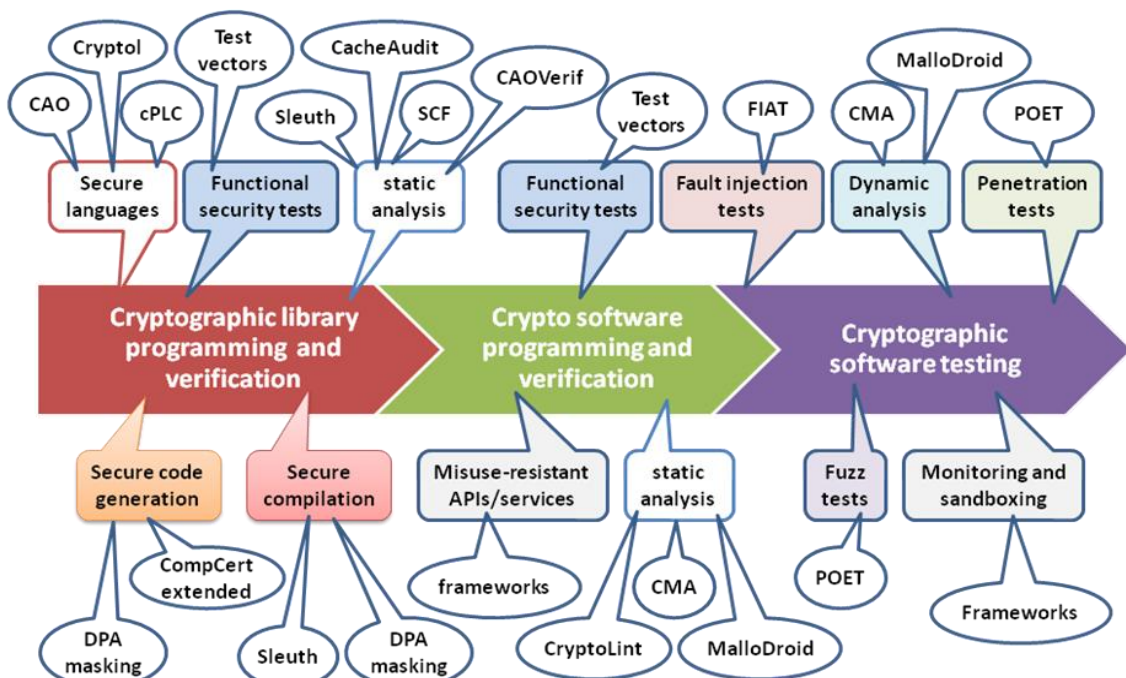 Cryptol
Test
vectors
CacheAudit
CAOVerif
MalloDroid
CAO
cPLC
Sleuth
SCF
Test
vectors
FIAT
CMA
POET
Secure
languages
Functional
security tests
static
analysis
Functional
security tests
Fault injection
tests
Dynamic
analysis
Penetration
tests
Cryptographic library
programming and
verification
Crypto software
programming and
verification
Cryptographic
software testing
Secure code
generation
Secure
compilation
Misuse-resistant
APIs/services
static
analysis
Fuzz
tests
Monitoring and
sandboxing
CompCert
extended
frameworks
CMA
POET
Frameworks
DPA
masking
Sleuth
DPA
masking
CryptoLint
MalloDroid